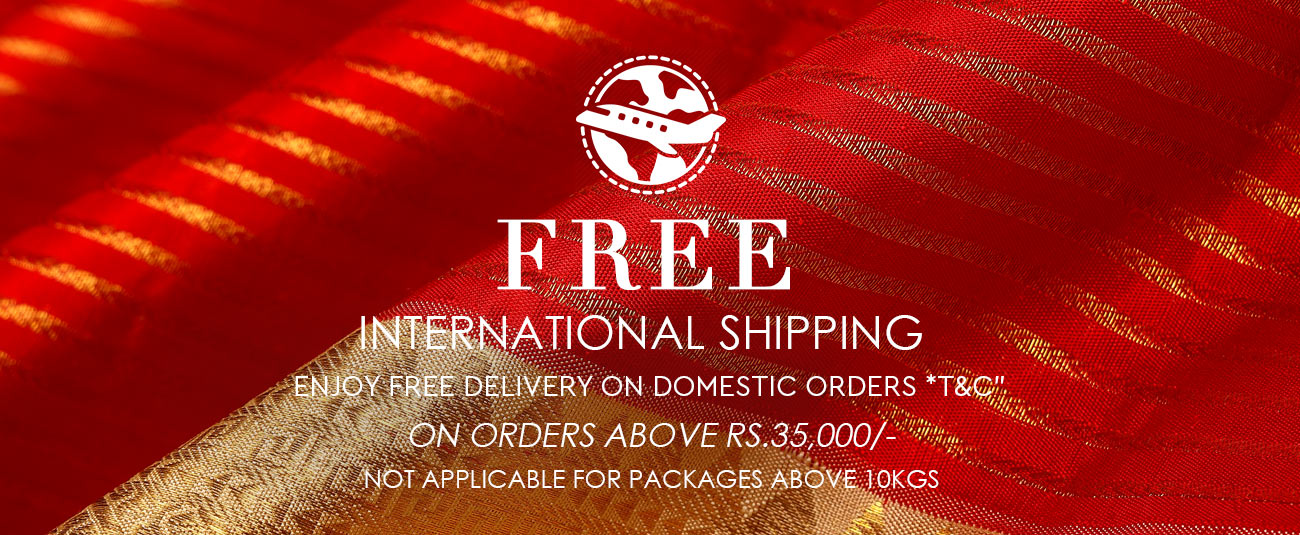 FREE
INTERNATIONAL SHIPPING
ENJOY FREE DELIVERY ON DOMESTIC ORDERS *T&C"
ON ORDERS ABOVE RS.35,000/-
NOT APPLICABLE FOR PACKAGES ABOVE 10KGS